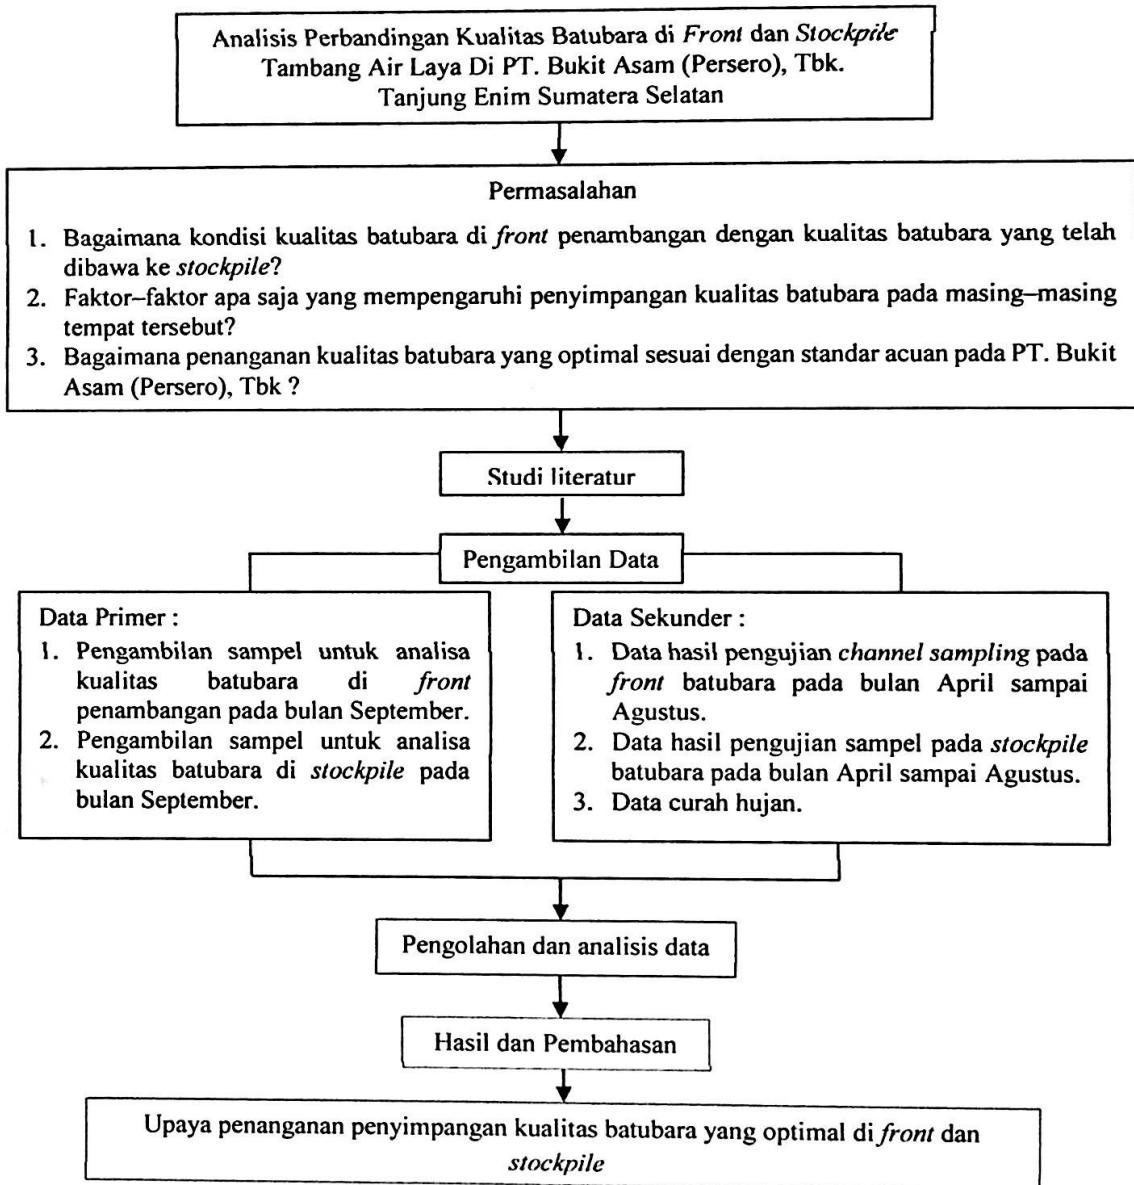 Analisis Perbandingan Kualitas Batubara di Front dan Stockpile
Tambang Air Laya Di PT. Bukit Asam (Persero), Tbk.
Tanjung Enim Sumatera Selatan
Permasalahan
1. Bagaimana kondisi kualitas batubara di front penambangan dengan kualitas batubara yang telah
dibawa ke stockpile?
2. Faktor–faktor apa saja yang mempengaruhi penyimpangan kualitas batubara pada masing–masing
tempat tersebut?
3. Bagaimana penanganan kualitas batubara yang optimal sesuai dengan standar acuan pada PT. Bukit
Asam (Persero), Tbk ?
Studi literatur
Pengambilan Data
Data Primer :
1. Pengambilan sampel untuk analisa
kualitas batubara di front
penambangan pada bulan September.
2. Pengambilan sampel untuk analisa
kualitas batubara di stockpile pada
bulan September.
Data Sekunder :
1. Data hasil pengujian channel sampling pada
front batubara pada bulan April sampai
Agustus.
2. Data hasil pengujian sampel pada stockpile
batubara pada bulan April sampai Agustus.
3. Data curah hujan.
Pengolahan dan analisis data
Hasil dan Pembahasan
Upaya penanganan penyimpangan kualitas batubara yang optimal di front dan
stockpile